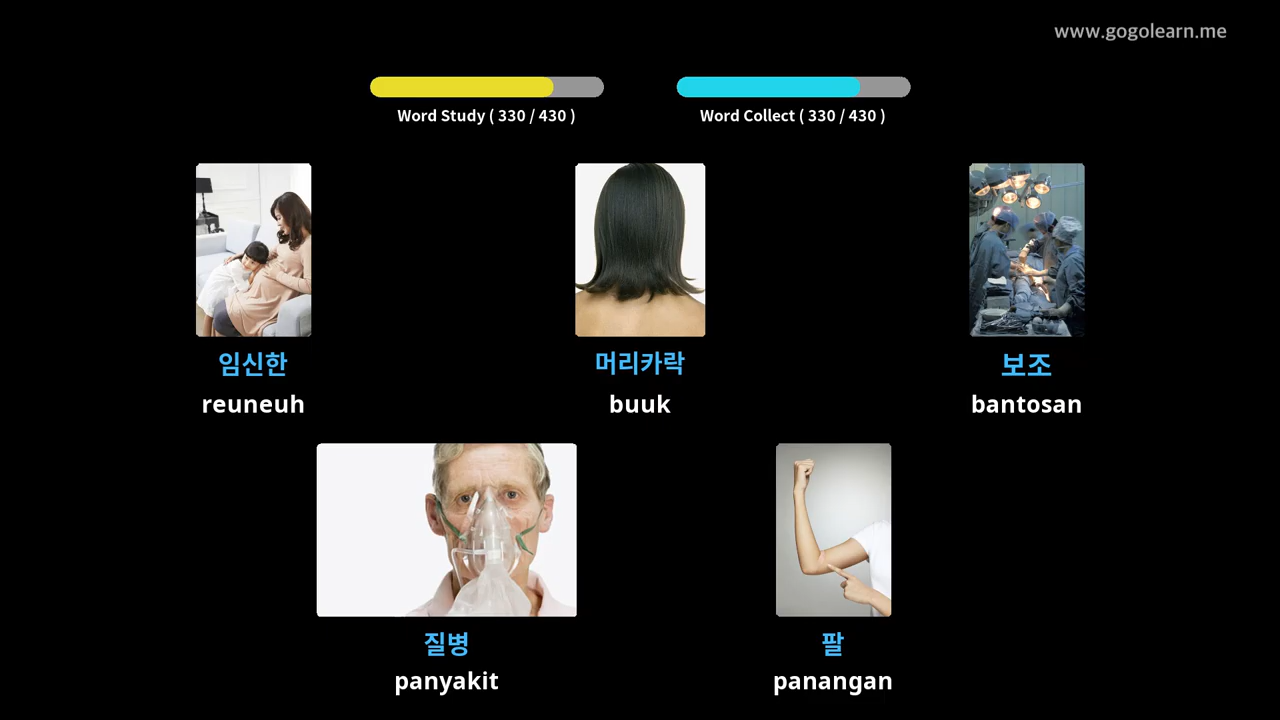 www.gogolearn.me
Word Study ( 330 / 430 )
Word Collect ( 330 / 430 )
임신한
reuneuh
머리카락
buuk
보조
bantosan
질병
panyakit
팔
panangan